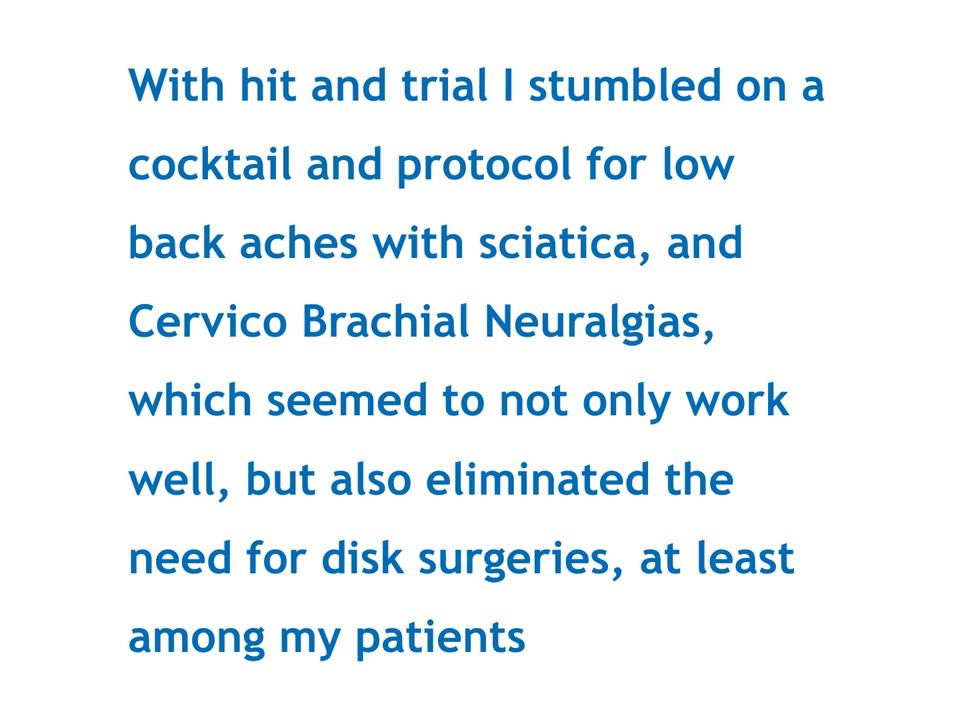 With hit and trial I stumbled on a
cocktail and protocol for low
back aches with sciatica, and
Cervico Brachial Neuralgias,
which seemed to not only work
well, but also eliminated the
need for disk surgeries, at least
among my patients